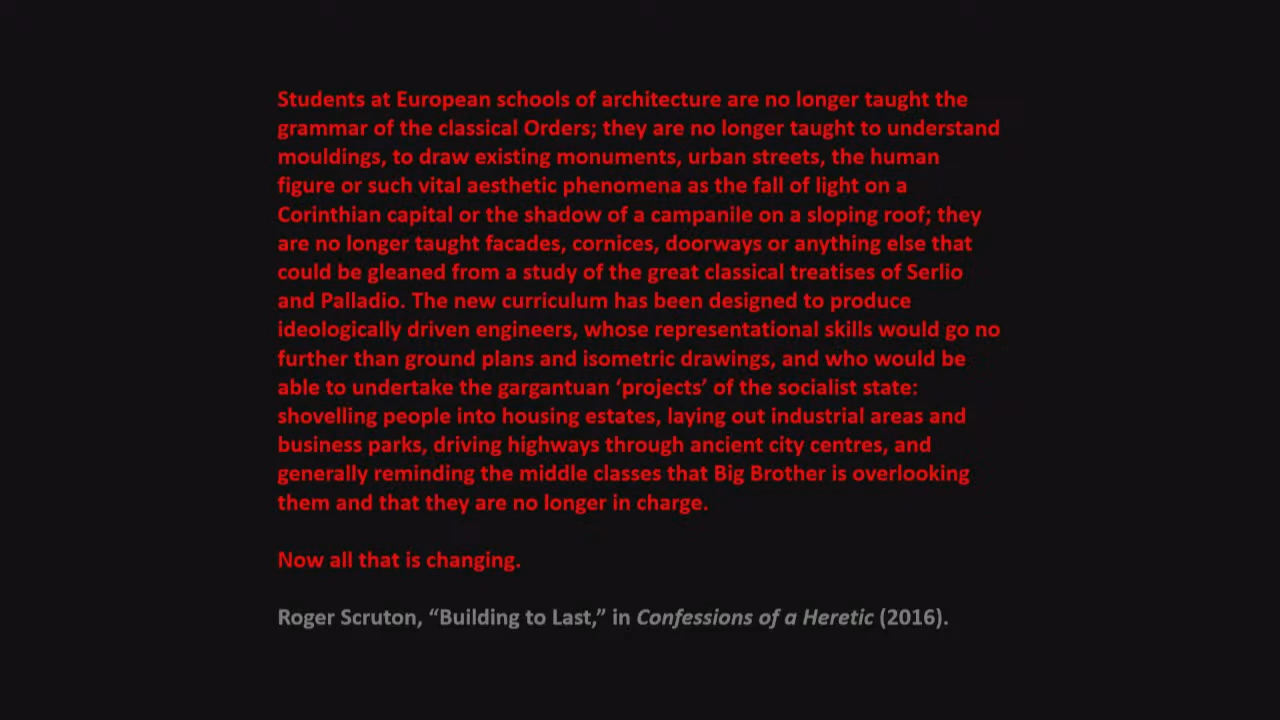 Students at European schools of architecture are no longer taught the
grammar of the classical Orders; they are no longer taught to understand
mouldings, to draw existing monuments, urban streets, the human
figure or such vital aesthetic phenomena as the fall of light on a
Corinthian capital or the shadow of a campanile on a sloping roof; they
are no longer taught facades, cornices, doorways or anything else that
could be gleaned from a study of the great classical treatises of Serlio
and Palladio. The new curriculum has been designed to produce
ideologically driven engineers, whose representational skills would go no
further than ground plans and isometric drawings, and who would be
able to undertake the gargantuan ‘projects’ of the socialist state:
shovelling people into housing estates, laying out industrial areas and
business parks, driving highways through ancient city centres, and
generally reminding the middle classes that Big Brother is overlooking
them and that they are no longer in charge.
Now all that is changing.
Roger Scruton, “Building to Last,” in Confessions of a Heretic (2016).